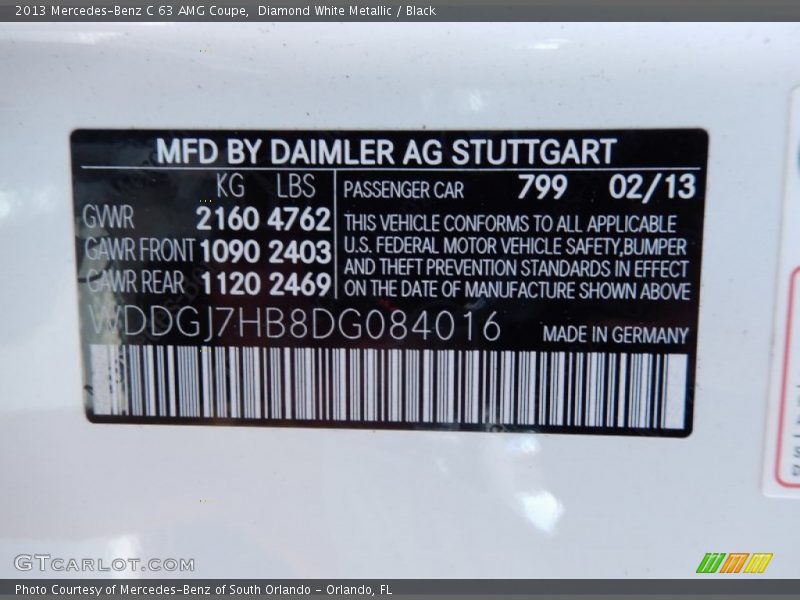 2013 Mercedes-Benz C 63 AMG Coupe,  Diamond White Metallic / Black
MFD BY DAIMLER AG STUTTGART
KG LBS
GVWR 2160 4762
GAWR FRONT 1090 2403
GAWR REAR 1120 2469
PASSENGER CAR 799 02/13
THIS VEHICLE CONFORMS TO ALL APPLICABLE
U.S. FEDERAL MOTOR VEHICLE SAFETY,BUMPER
AND THEFT PREVENTION STANDARDS IN EFFECT
ON THE DATE OF MANUFACTURE SHOWN ABOVE
WDDGJ7HB8DG084016
MADE IN GERMANY
GTCARLOT.COM
Photo Courtesy of Mercedes-Benz of South Orlando - Orlando, FL